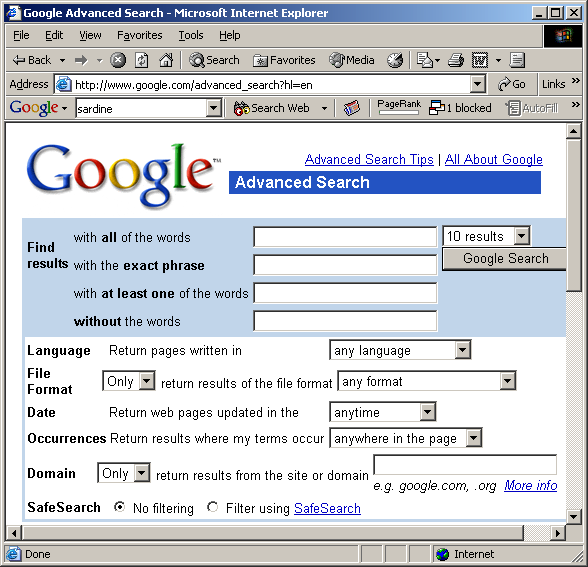 Google Advanced Search - Microsoft Internet Explorer
File Edit View Favorites Tools Help
Back Search Favorites Media
Address http://www.google.com/advanced_search?hl=en Go Links »
Google sardine Search Web PageRank 1 blocked AutoFill »
Google™
Advanced Search Tips | All About Google
Advanced Search
Find results
with all of the words 10 results
with the exact phrase Google Search
with at least one of the words
without the words
Language Return pages written in any language
File Format Only return results of the file format any format
Date Return web pages updated in the anytime
Occurrences Return results where my terms occur anywhere in the page
Domain Only return results from the site or domain
e.g. google.com, .org More info
SafeSearch No filtering Filter using SafeSearch
Done Internet